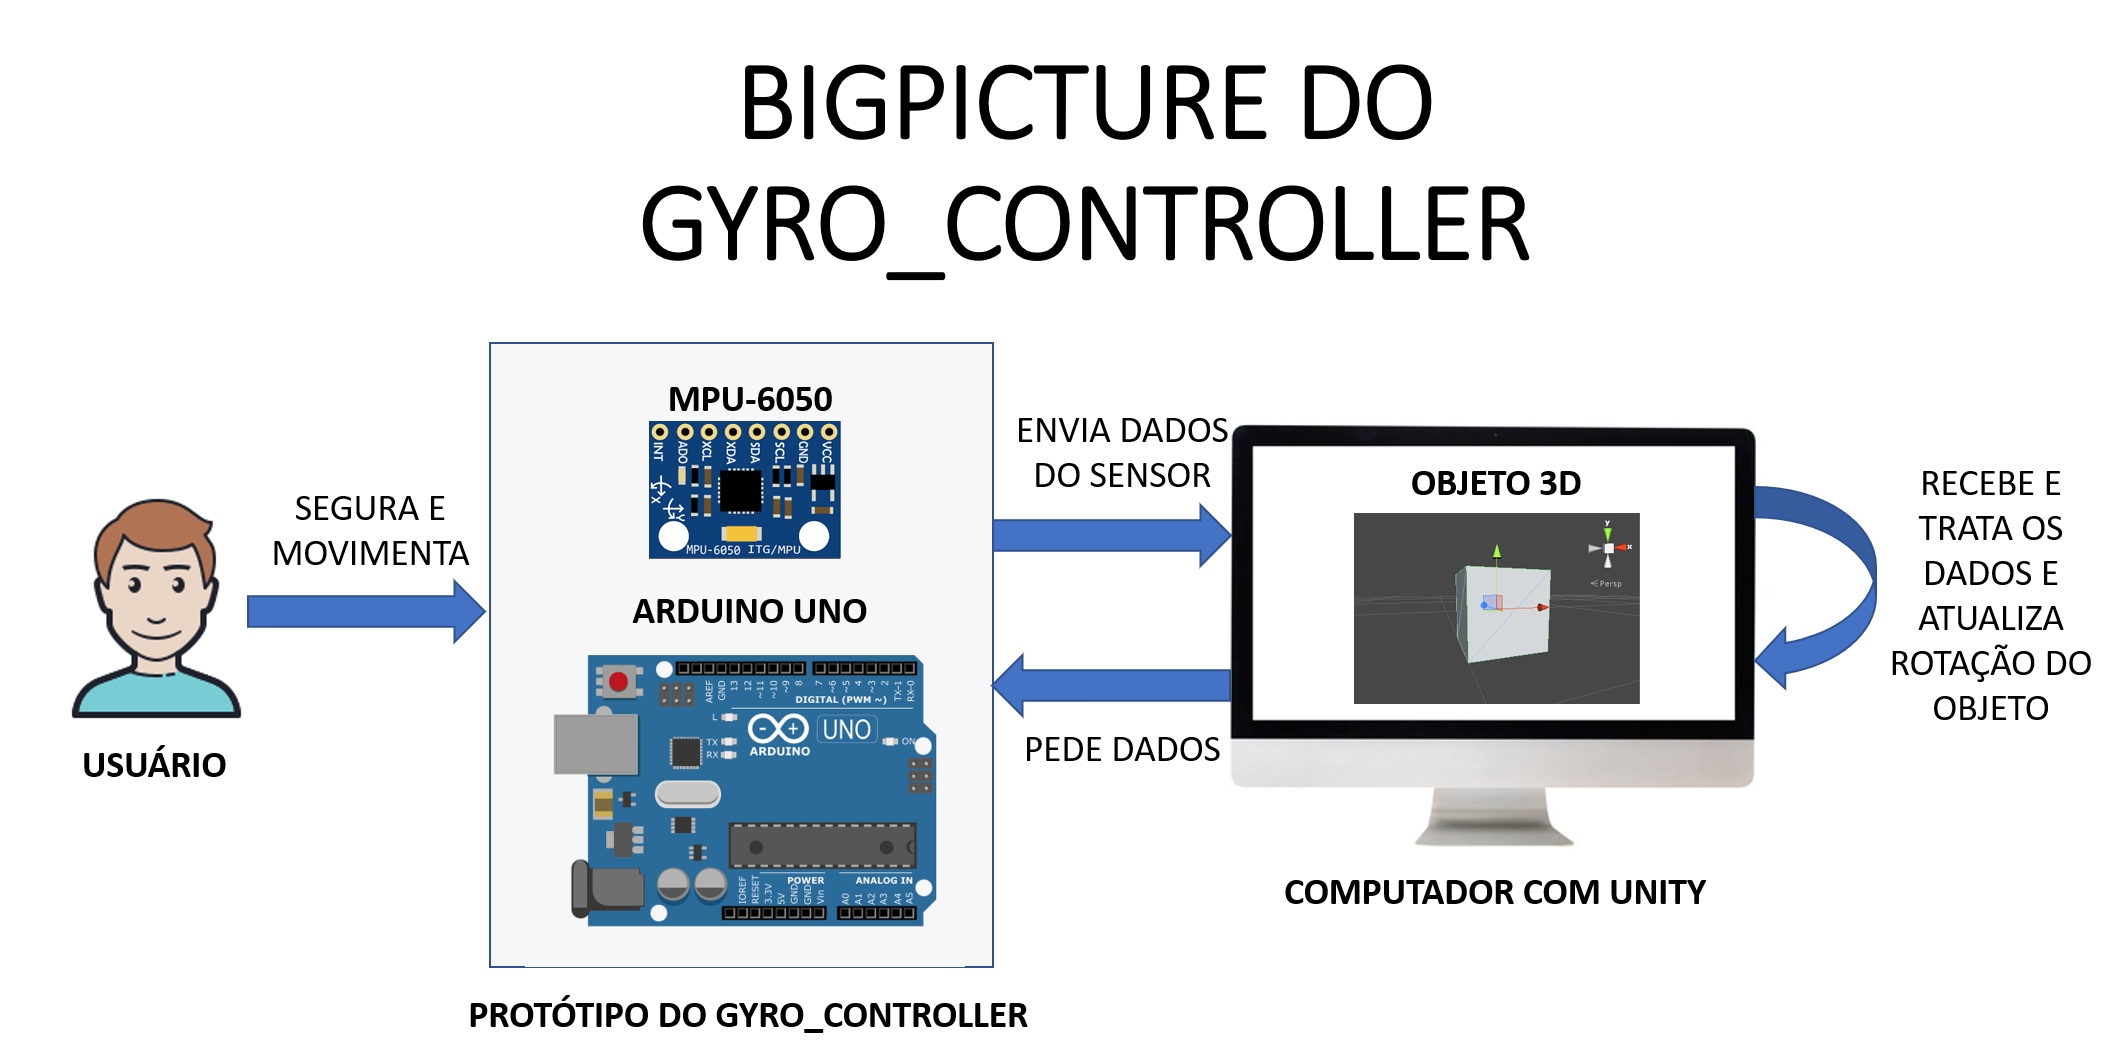 BIGPICTURE DO
GYRO_CONTROLLER
SEGURA E
MOVIMENTA
USUÁRIO
MPU-6050
INT
ADO
XCL
XDA
SDA
SCL
GND
VCC
X
Y
MPU-6050 ITG/MPU
ARDUINO UNO
AREF
GND
13
12
~11
~10
~9
8
7
~6
~5
4
~3
2
TX-1
RX-0
DIGITAL (PWM ~)
L
TX
RX
UNO
ARDUINO
ON
POWER
ANALOG IN
IOREF
RESET
3.3V
5V
GND
GND
Vin
A0
A1
A2
A3
A4
A5
PROTÓTIPO DO GYRO_CONTROLLER
ENVIA DADOS
DO SENSOR
PEDE DADOS
OBJETO 3D
y
x
<Persp
COMPUTADOR COM UNITY
RECEBE E
TRATA OS
DADOS E
ATUALIZA
ROTAÇÃO DO
OBJETO